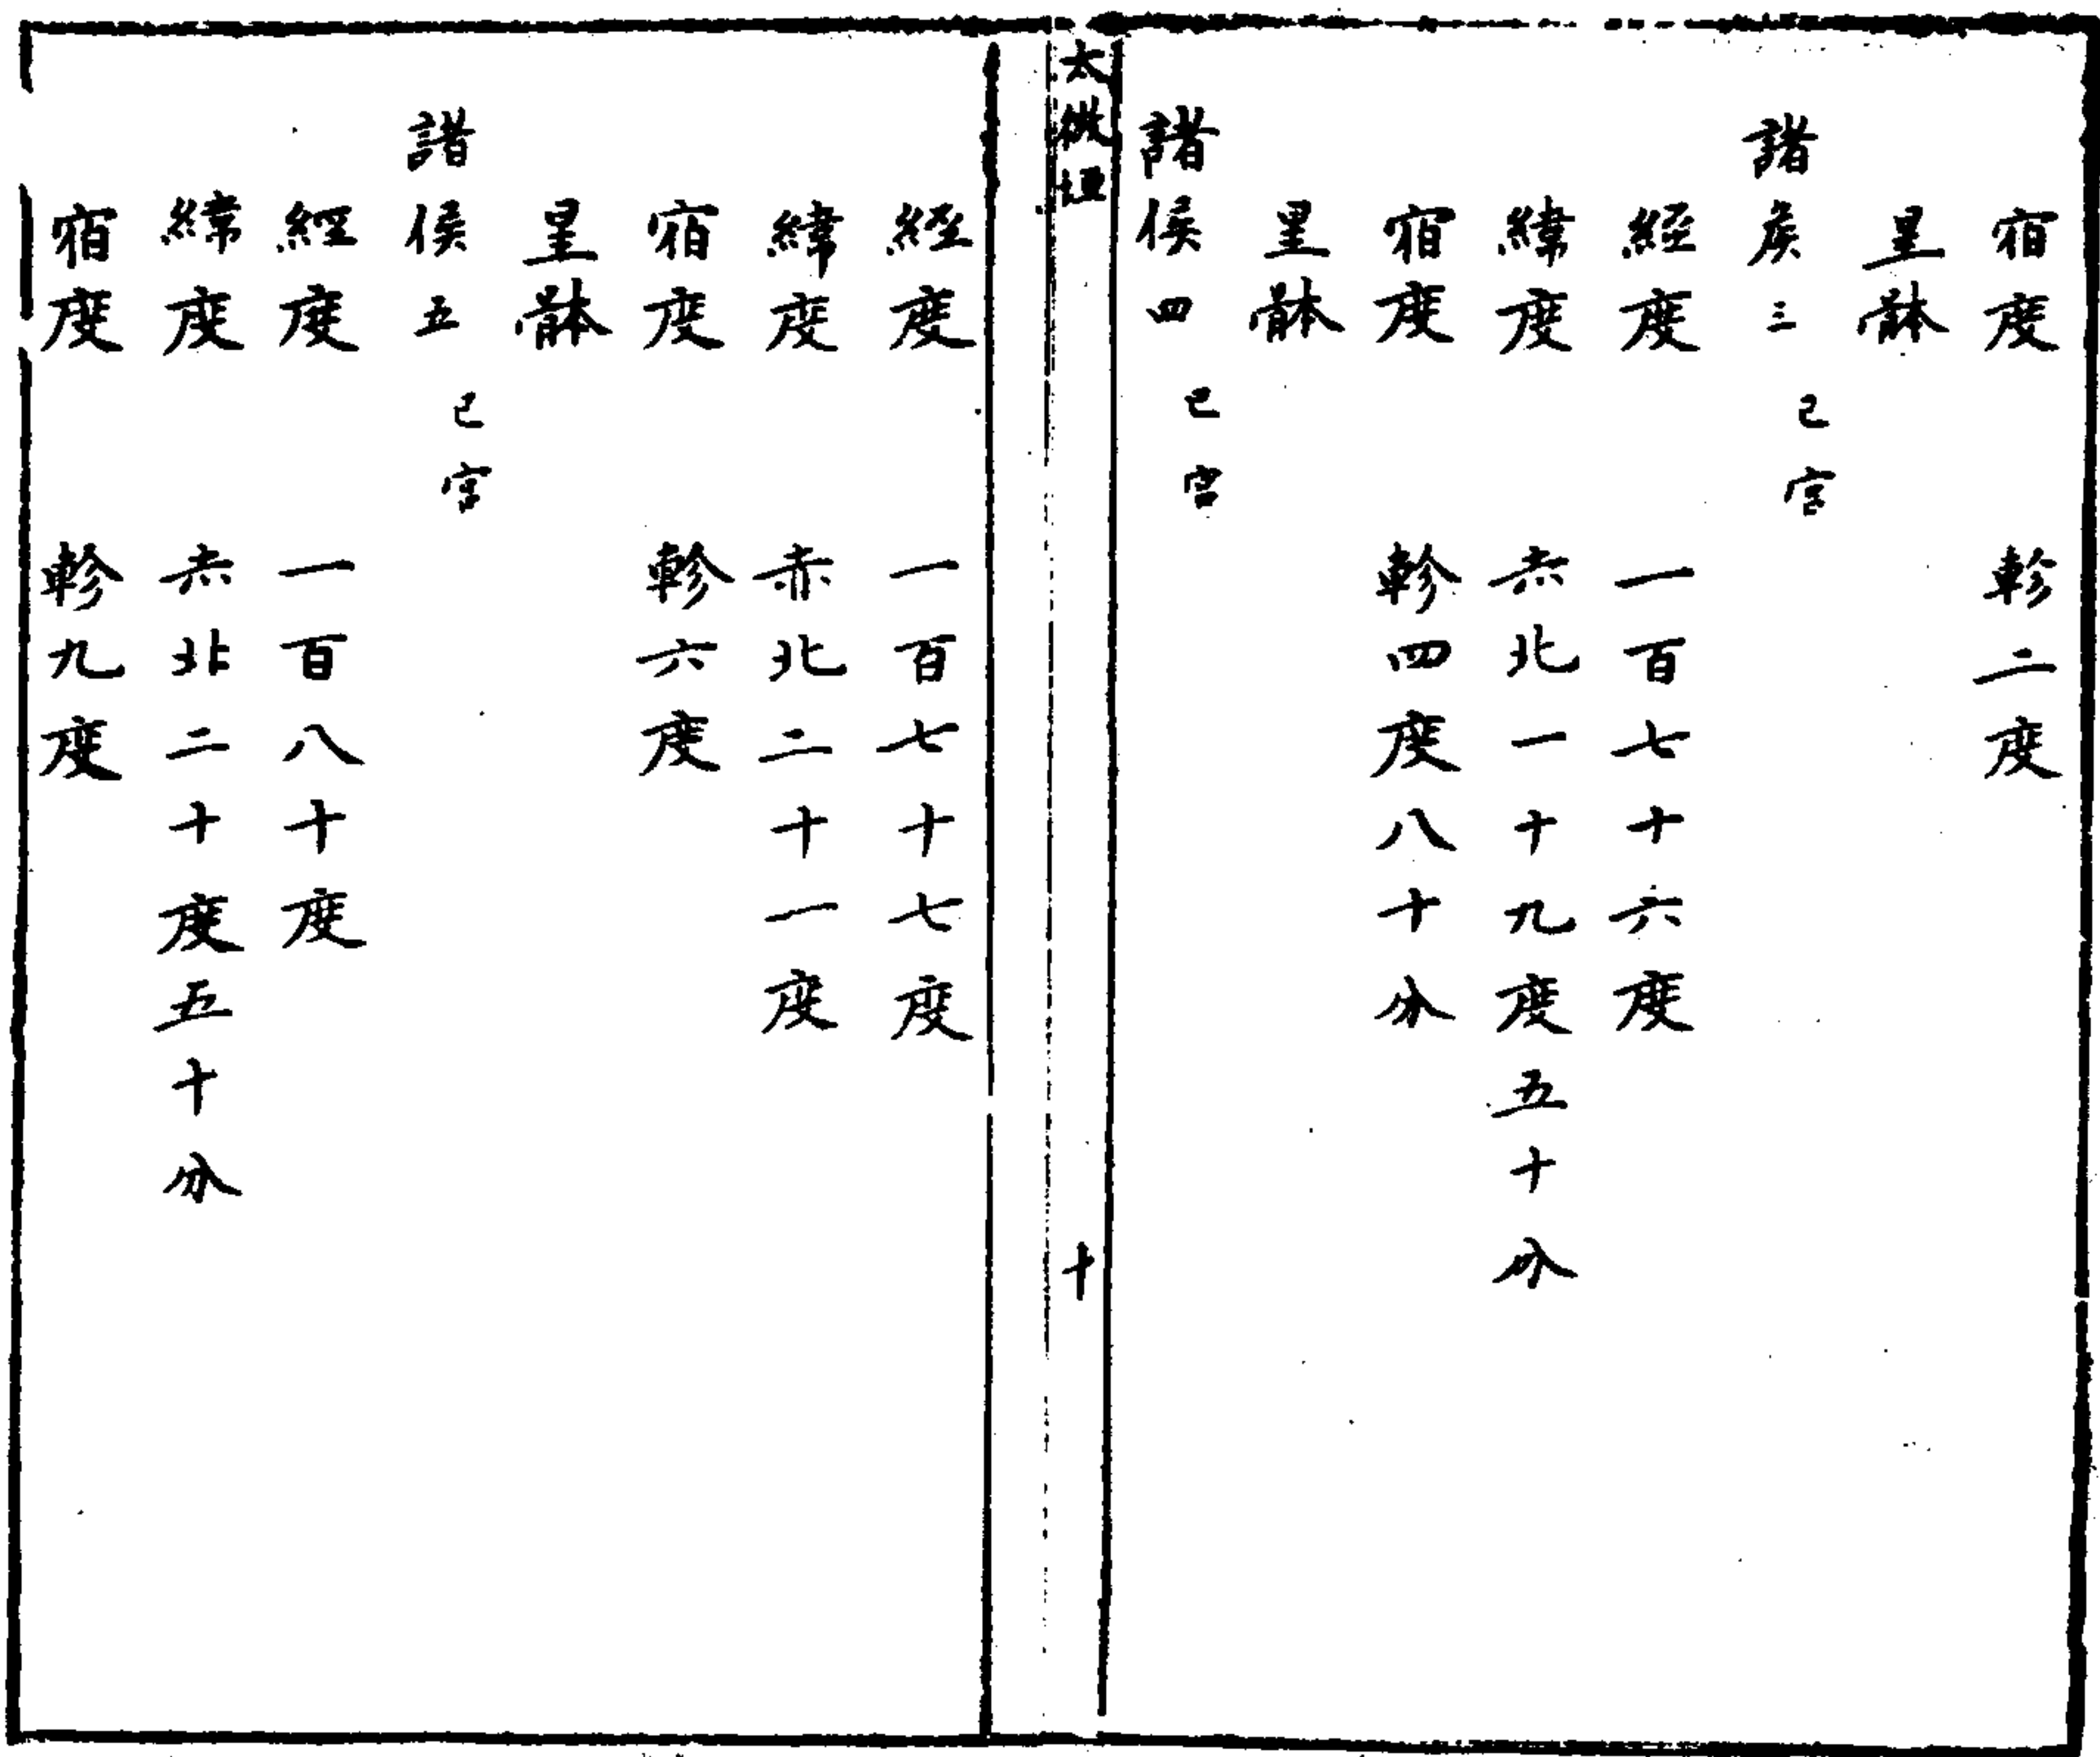 宿度　軫二度
星躰
諸侯三　巳宮
經度　一百七十六度
緯度　赤北一十九度五十分
宿度　軫四度八十分
星躰
諸侯四　巳宮
太微垣　十
經度　一百七十七度
緯度　赤北二十一度
宿度　軫六度
星躰
諸侯五　巳宮
經度　一百八十度
緯度　赤北二十度五十分
宿度　軫九度